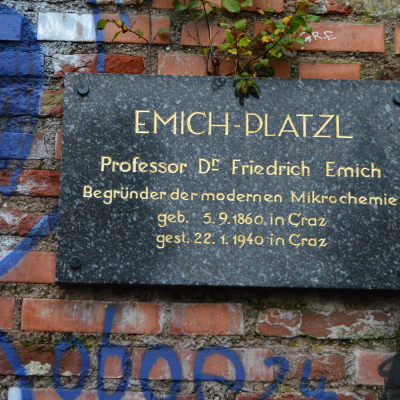 EMICH-PLATZL
Professor Dr Friedrich Emich
Begründer der modernen Mikrochemie
geb. 5.9.1860 in Graz
gest. 22.1.1940 in Graz